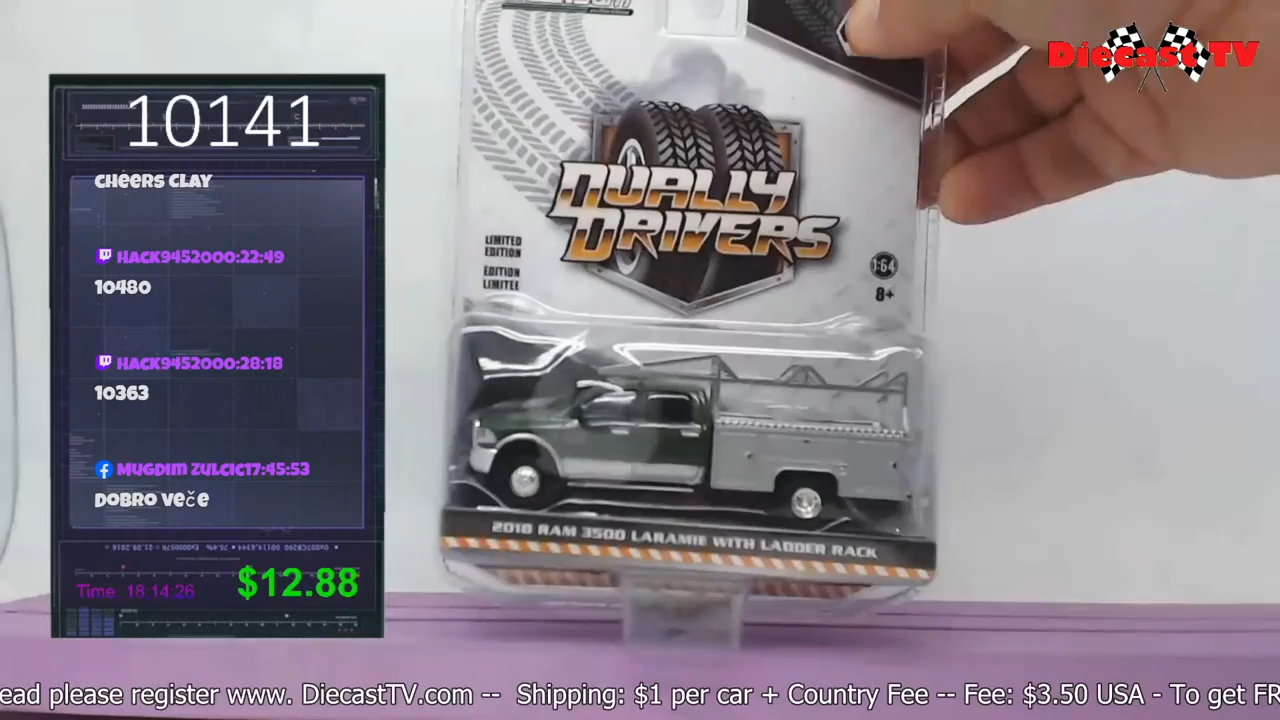 Diecast TV
10141
CHEERS CLAY
HACK9452000:22:49
10480
HACK9452000:28:18
10363
MUGDIM ZULCIC17:45:53
DOBRO VEČE
Time: 18:14:26
$12.88
DUALLY
DRIVERS
LIMITED
EDITION
ÉDITION
LIMITÉE
1:64
8+
2018 RAM 3500 LARAMIE WITH LADDER RACK
ead please register www. DiecastTV.com -- Shipping: $1 per car + Country Fee -- Fee: $3.50 USA - To get FR